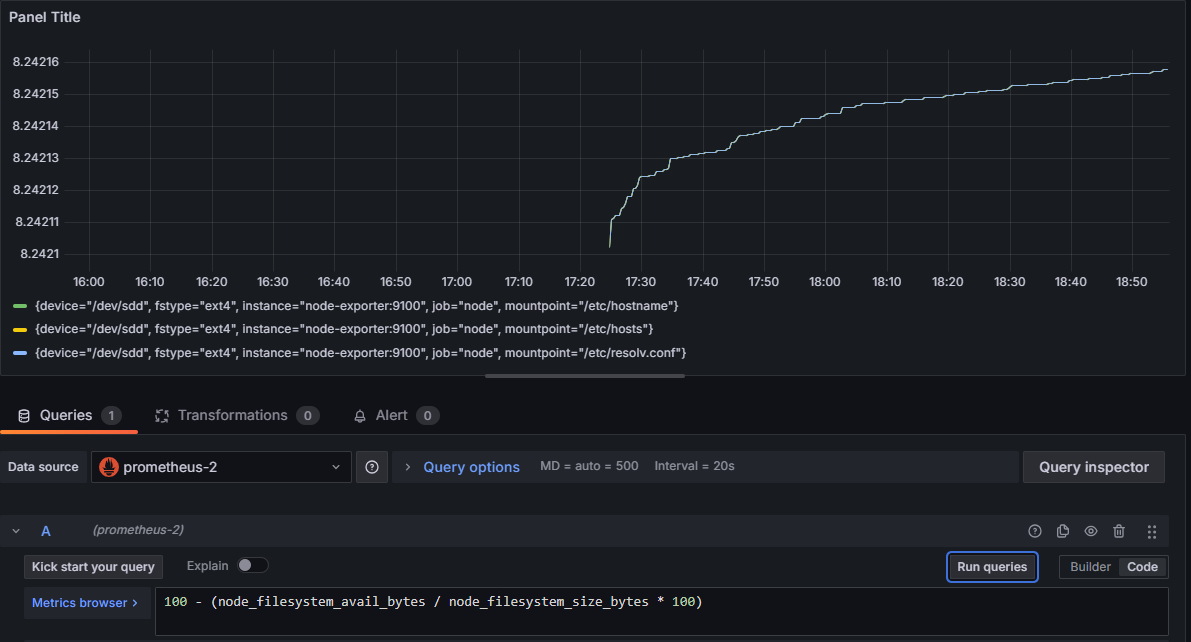 Panel Title
8.24216
8.24215
8.24214
8.24213
8.24212
8.24211
8.2421
16:00 16:10 16:20 16:30 16:40 16:50 17:00 17:10 17:20 17:30 17:40 17:50 18:00 18:10 18:20 18:30 18:40 18:50
{device="/dev/sdd", fstype="ext4", instance="node-exporter:9100", job="node", mountpoint="/etc/hostname"}
{device="/dev/sdd", fstype="ext4", instance="node-exporter:9100", job="node", mountpoint="/etc/hosts"}
{device="/dev/sdd", fstype="ext4", instance="node-exporter:9100", job="node", mountpoint="/etc/resolv.conf"}
Queries 1 Transformations 0 Alert 0
Data source prometheus-2 Query options MD = auto = 500 Interval = 20s Query inspector
A (prometheus-2)
Kick start your query Explain Run queries Builder Code
Metrics browser > 100 - (node_filesystem_avail_bytes / node_filesystem_size_bytes * 100)